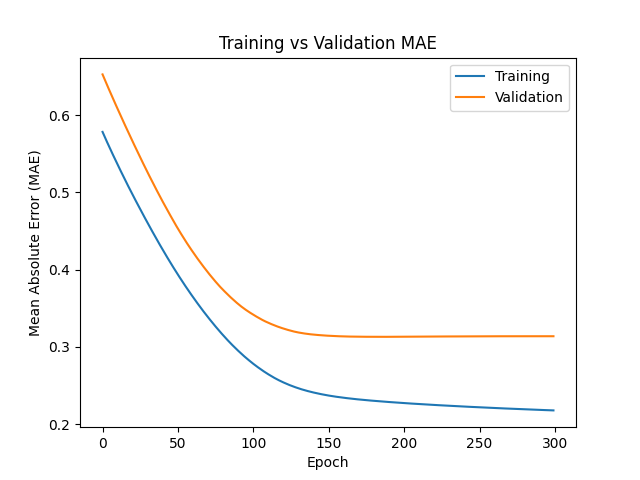 Training vs Validation MAE
Training
Validation
Mean Absolute Error (MAE)
0.6
0.5
0.4
0.3
0.2
0 50 100 150 200 250 300
Epoch